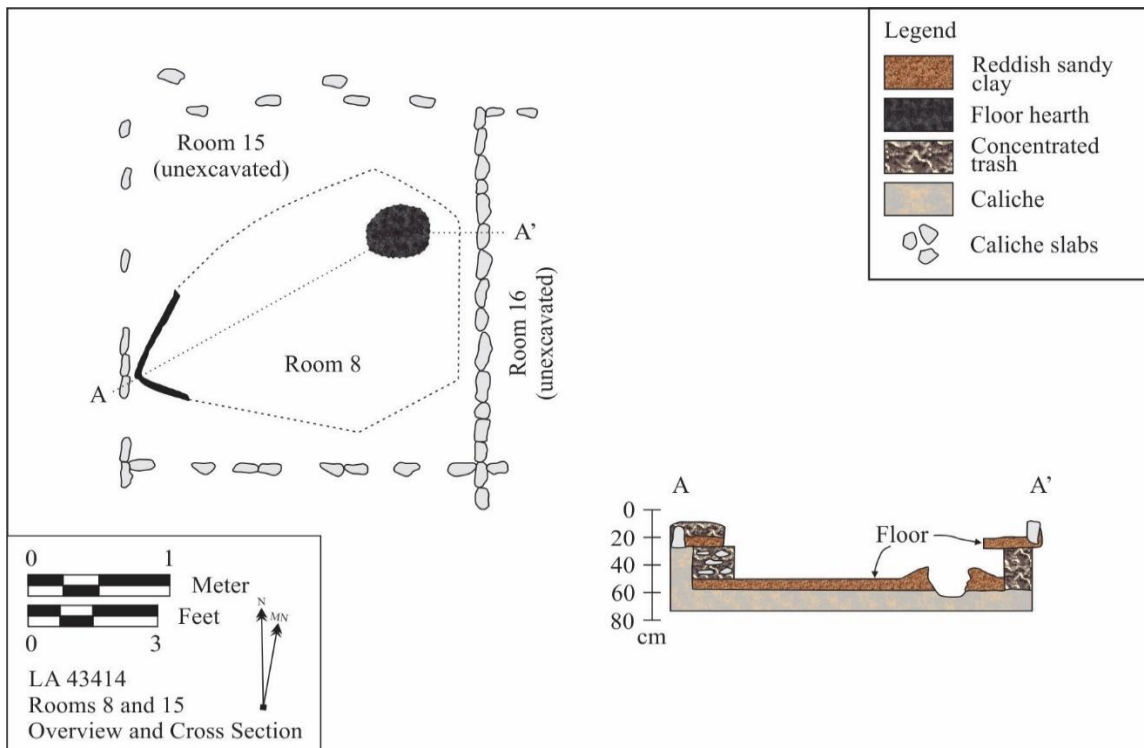 Legend
Reddish sandy
clay
Floor hearth
Concentrated
trash
Caliche
Caliche slabs
Room 15
(unexcavated)
A'
Room 16
(unexcavated)
Room 8
A
A
A'
0
20
40
60
80
cm
Floor
0 1
Meter
Feet
0 3
N
MN
LA 43414
Rooms 8 and 15
Overview and Cross Section